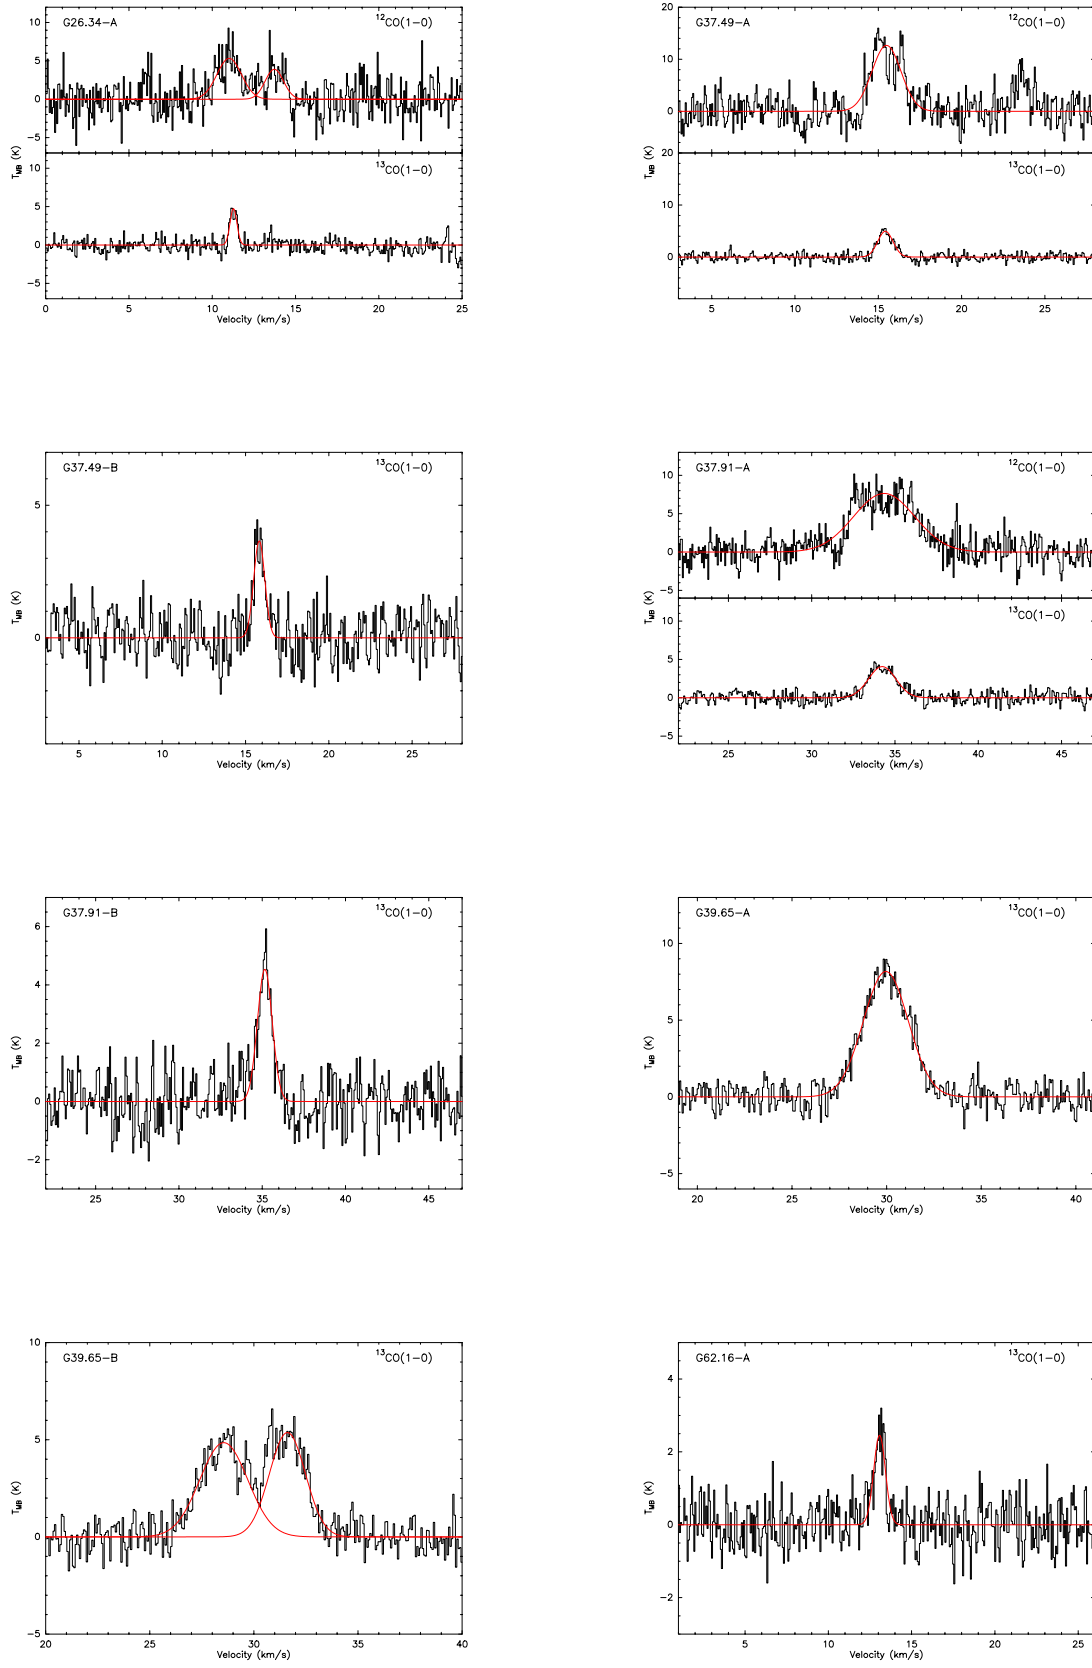 G26.34−A
¹²CO(1−0)
10
5
0
−5
T_MB (K)
¹³CO(1−0)
10
5
0
−5
0 5 10 15 20 25
Velocity (km/s)
G37.49−A
¹²CO(1−0)
20
10
0
T_MB (K)
¹³CO(1−0)
20
10
0
5 10 15 20 25
Velocity (km/s)
G37.49−B
¹³CO(1−0)
5
0
T_MB (K)
5 10 15 20 25
Velocity (km/s)
G37.91−A
¹²CO(1−0)
10
5
0
−5
T_MB (K)
¹³CO(1−0)
10
5
0
−5
25 30 35 40 45
Velocity (km/s)
G37.91−B
¹³CO(1−0)
6
4
2
0
−2
T_MB (K)
25 30 35 40 45
Velocity (km/s)
G39.65−A
¹³CO(1−0)
10
5
0
−5
T_MB (K)
20 25 30 35 40
Velocity (km/s)
G39.65−B
¹³CO(1−0)
10
5
0
−5
T_MB (K)
20 25 30 35 40
Velocity (km/s)
G62.16−A
¹³CO(1−0)
4
2
0
−2
T_MB (K)
5 10 15 20 25
Velocity (km/s)